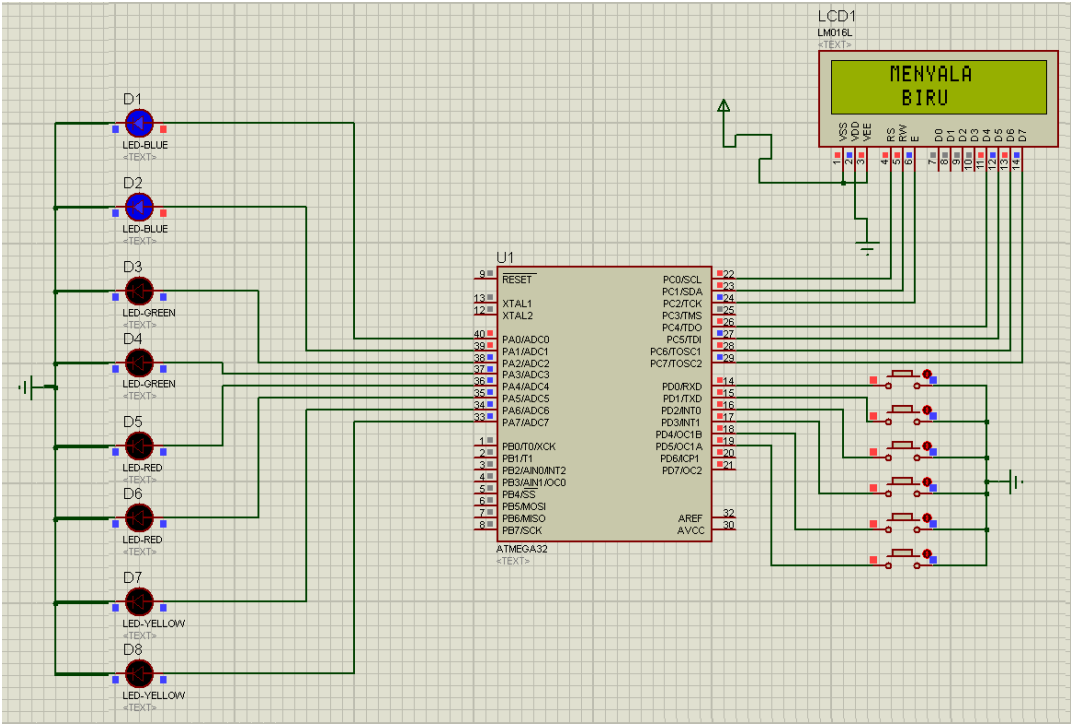 LCD1
LM016L
<TEXT>
MENYALA
BIRU
VSS VDD VEE RS RW E D0 D1 D2 D3 D4 D5 D6 D7
1 2 3 4 5 6 7 8 9 10 11 12 13 14
D1
LED-BLUE
<TEXT>
D2
LED-BLUE
<TEXT>
D3
LED-GREEN
<TEXT>
D4
LED-GREEN
<TEXT>
D5
LED-RED
<TEXT>
D6
LED-RED
<TEXT>
D7
LED-YELLOW
<TEXT>
D8
LED-YELLOW
<TEXT>
U1
9 RESET
13 XTAL1
12 XTAL2
40 PA0/ADC0
39 PA1/ADC1
38 PA2/ADC2
37 PA3/ADC3
36 PA4/ADC4
35 PA5/ADC5
34 PA6/ADC6
33 PA7/ADC7
1 PB0/T0/XCK
2 PB1/T1
3 PB2/AIN0/INT2
4 PB3/AIN1/OC0
5 PB4/SS
6 PB5/MOSI
7 PB6/MISO
8 PB7/SCK
PC0/SCL 22
PC1/SDA 23
PC2/TCK 24
PC3/TMS 25
PC4/TDO 26
PC5/TDI 27
PC6/TOSC1 28
PC7/TOSC2 29
PD0/RXD 14
PD1/TXD 15
PD2/INT0 16
PD3/INT1 17
PD4/OC1B 18
PD5/OC1A 19
PD6/ICP1 20
PD7/OC2 21
AREF 32
AVCC 30
ATMEGA32
<TEXT>